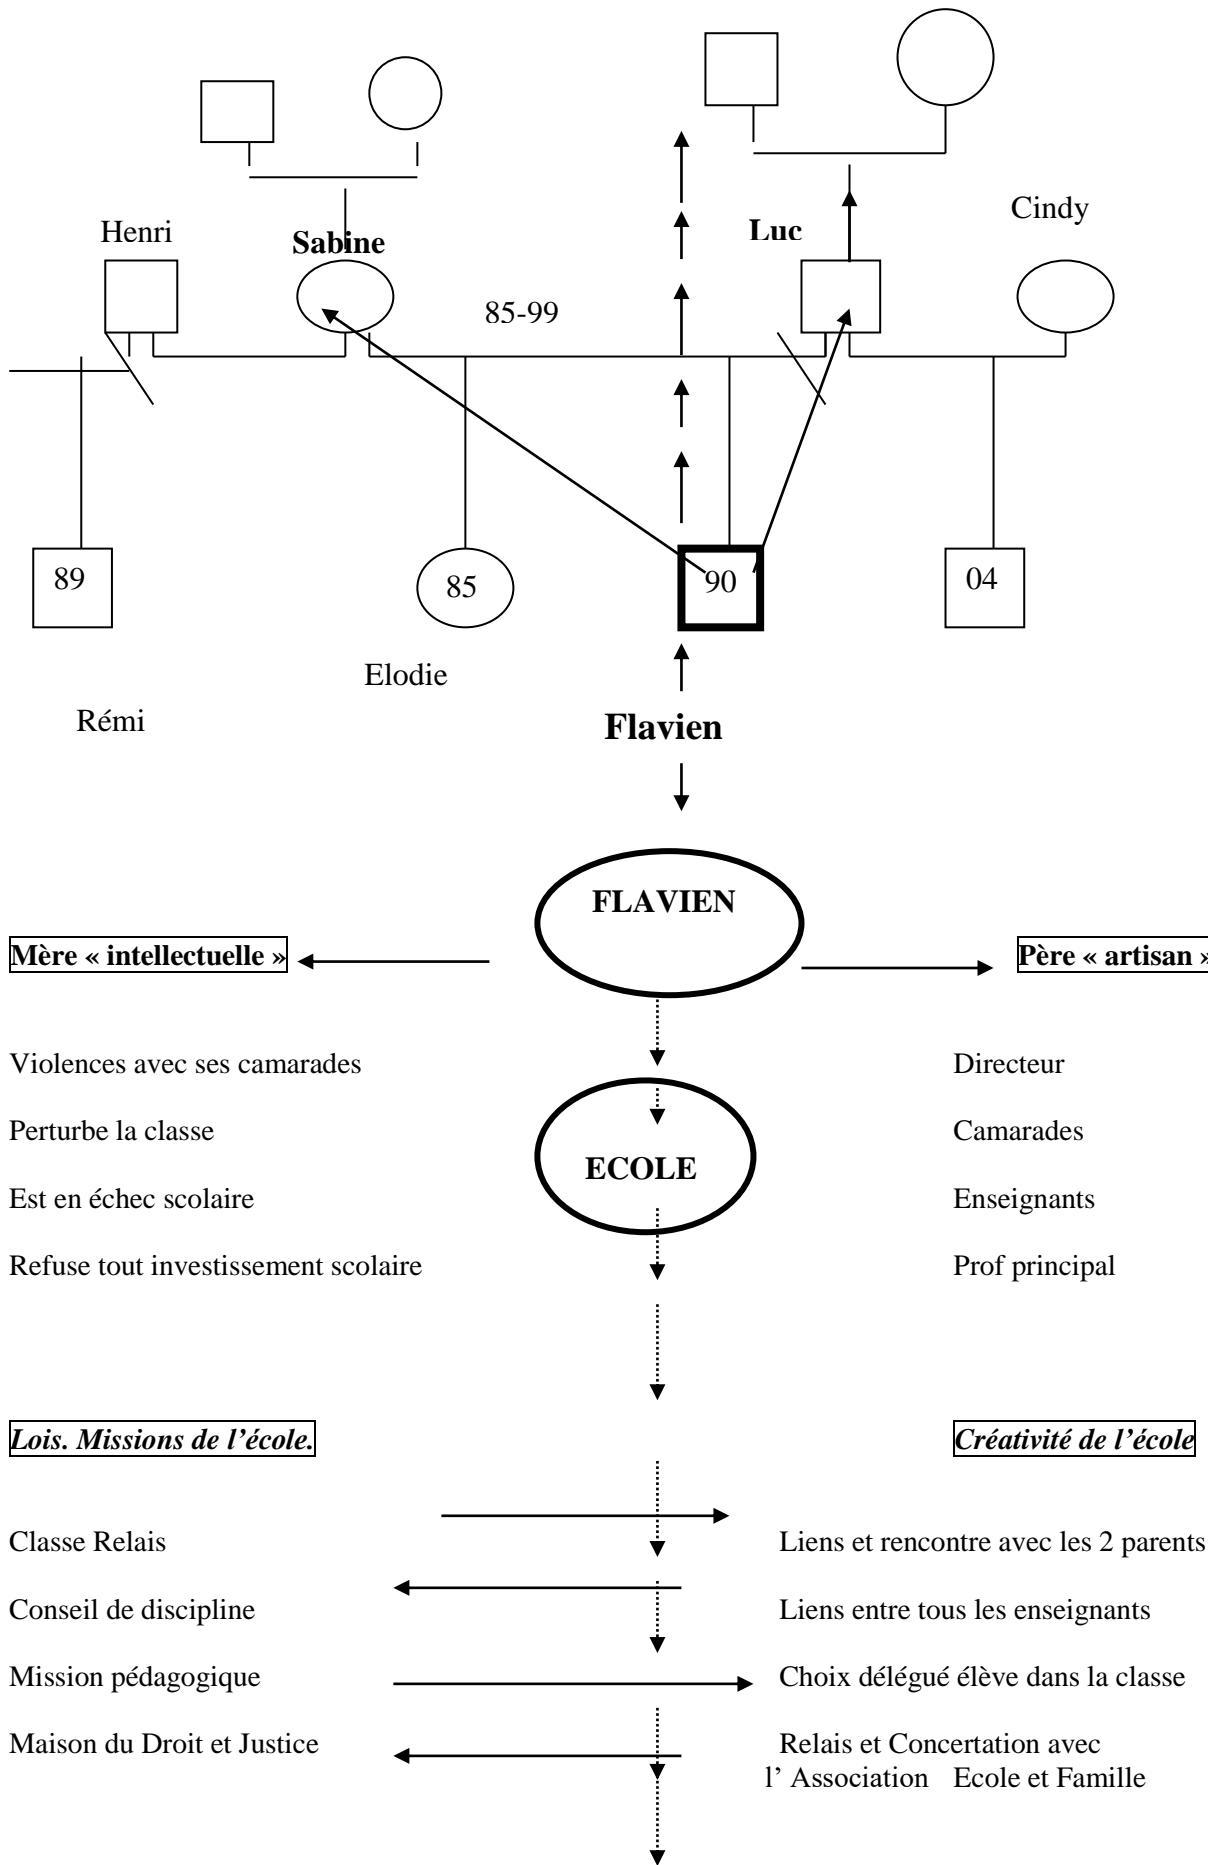 Cindy
Henri
Sabine
Luc
85-99
89
85
90
04
Elodie
Rémi
Flavien
FLAVIEN
Mère « intellectuelle »
Père « artisan »
Violences avec ses camarades
Directeur
Perturbe la classe
Camarades
ECOLE
Est en échec scolaire
Enseignants
Refuse tout investissement scolaire
Prof principal
Lois. Missions de l’école.
Créativité de l’école
Classe Relais
Liens et rencontre avec les 2 parents
Conseil de discipline
Liens entre tous les enseignants
Mission pédagogique
Choix délégué élève dans la classe
Maison du Droit et Justice
Relais et Concertation avec
l’ Association Ecole et Famille